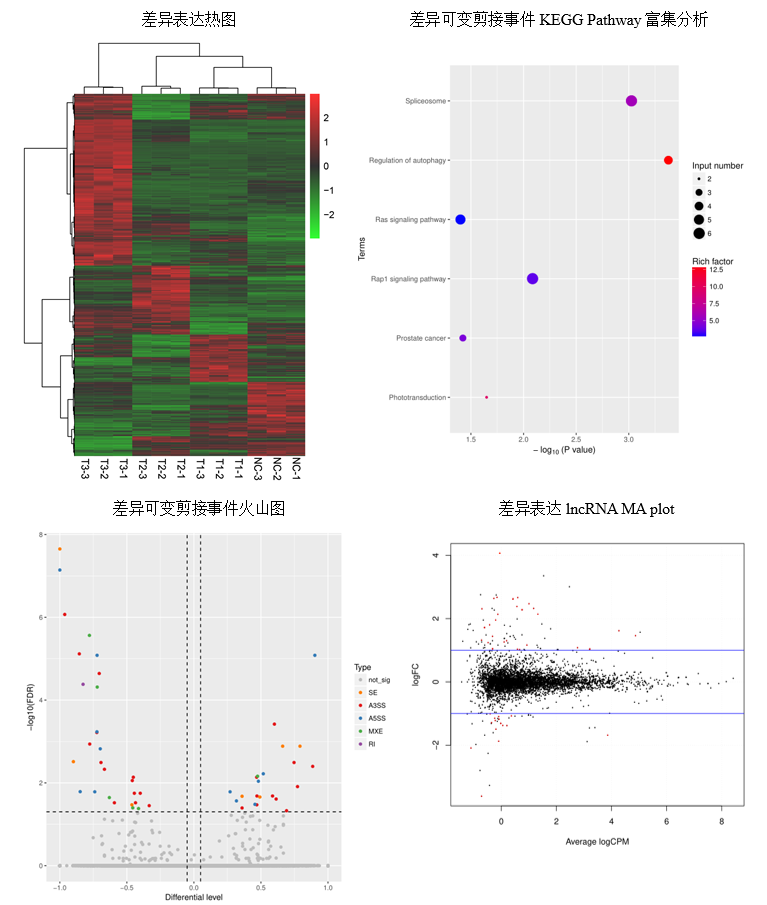 差异表达热图
2
1
0
−1
−2
T3-3
T3-2
T3-1
T2-3
T2-2
T2-1
T1-3
T1-2
T1-1
NC-3
NC-2
NC-1
差异可变剪接事件 KEGG Pathway 富集分析
Terms
Spliceosome
Regulation of autophagy
Ras signaling pathway
Rap1 signaling pathway
Prostate cancer
Phototransduction
1.5 2.0 2.5 3.0
− log10 (P value)
Input number
2
3
4
5
6
Rich factor
12.5
10.0
7.5
5.0
差异可变剪接事件火山图
−log10(FDR)
8
6
4
2
0
−1.0 −0.5 0.0 0.5 1.0
Differential level
Type
not_sig
SE
A3SS
A5SS
MXE
RI
差异表达 lncRNA MA plot
logFC
4
2
0
−2
0 2 4 6 8
Average logCPM